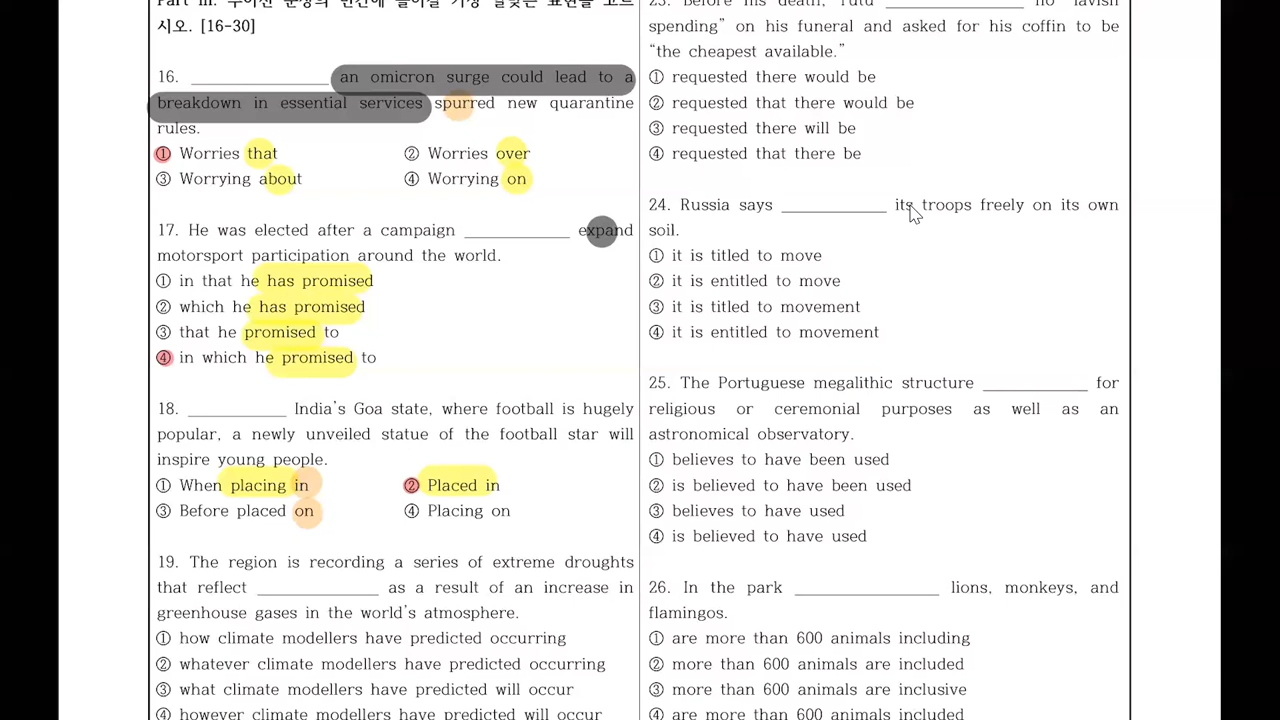 시오. [16-30]
16. ______________ an omicron surge could lead to a
breakdown in essential services spurred new quarantine
rules.
① Worries that ② Worries over
③ Worrying about ④ Worrying on
17. He was elected after a campaign ___________ expand
motorsport participation around the world.
① in that he has promised
② which he has promised
③ that he promised to
④ in which he promised to
18. __________ India's Goa state, where football is hugely
popular, a newly unveiled statue of the football star will
inspire young people.
① When placing in ② Placed in
③ Before placed on ④ Placing on
19. The region is recording a series of extreme droughts
that reflect _____________ as a result of an increase in
greenhouse gases in the world's atmosphere.
① how climate modellers have predicted occurring
② whatever climate modellers have predicted occurring
③ what climate modellers have predicted will occur
④ however climate modellers have predicted will occur
23. Before his death, Tutu ______________ no "lavish
spending" on his funeral and asked for his coffin to be
"the cheapest available."
① requested there would be
② requested that there would be
③ requested there will be
④ requested that there be
24. Russia says ___________ its troops freely on its own
soil.
① it is titled to move
② it is entitled to move
③ it is titled to movement
④ it is entitled to movement
25. The Portuguese megalithic structure ___________ for
religious or ceremonial purposes as well as an
astronomical observatory.
① believes to have been used
② is believed to have been used
③ believes to have used
④ is believed to have used
26. In the park _______________ lions, monkeys, and
flamingos.
① are more than 600 animals including
② more than 600 animals are included
③ more than 600 animals are inclusive
④ are more than 600 animals included